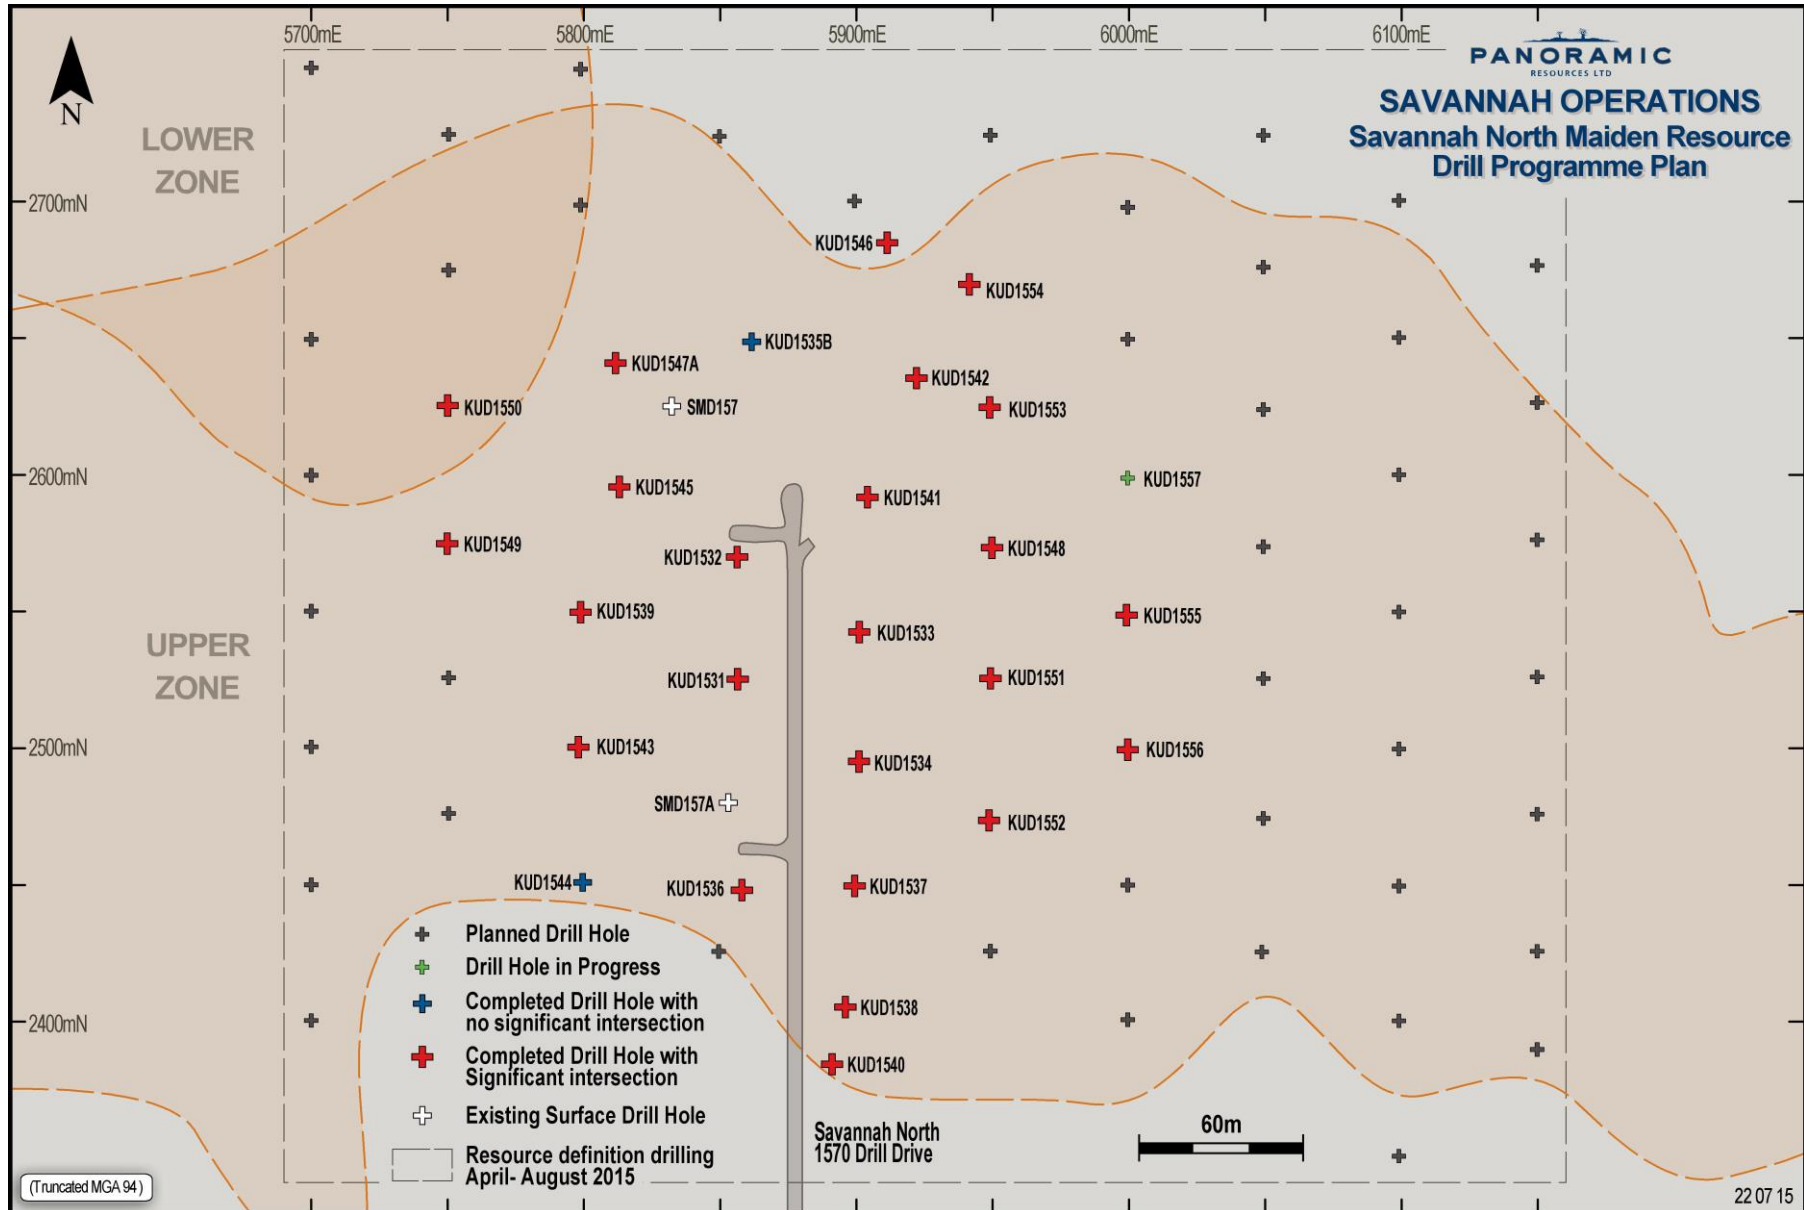 5700mE
5800mE
5900mE
6000mE
6100mE
N
PANORAMIC
RESOURCES LTD
SAVANNAH OPERATIONS
Savannah North Maiden Resource
Drill Programme Plan
LOWER
ZONE
2700mN
KUD1546
KUD1554
KUD1535B
KUD1547A
KUD1542
KUD1550
SMD157
KUD1553
2600mN
KUD1545
KUD1557
KUD1541
KUD1549
KUD1532
KUD1548
KUD1539
KUD1555
KUD1533
UPPER
ZONE
KUD1531
KUD1551
2500mN
KUD1543
KUD1556
KUD1534
SMD157A
KUD1552
KUD1544
KUD1536
KUD1537
Planned Drill Hole
Drill Hole in Progress
Completed Drill Hole with
no significant intersection
2400mN
KUD1538
Completed Drill Hole with
Significant intersection
KUD1540
Existing Surface Drill Hole
Savannah North
1570 Drill Drive
60m
Resource definition drilling
April- August 2015
(Truncated MGA 94 )
22 07 15